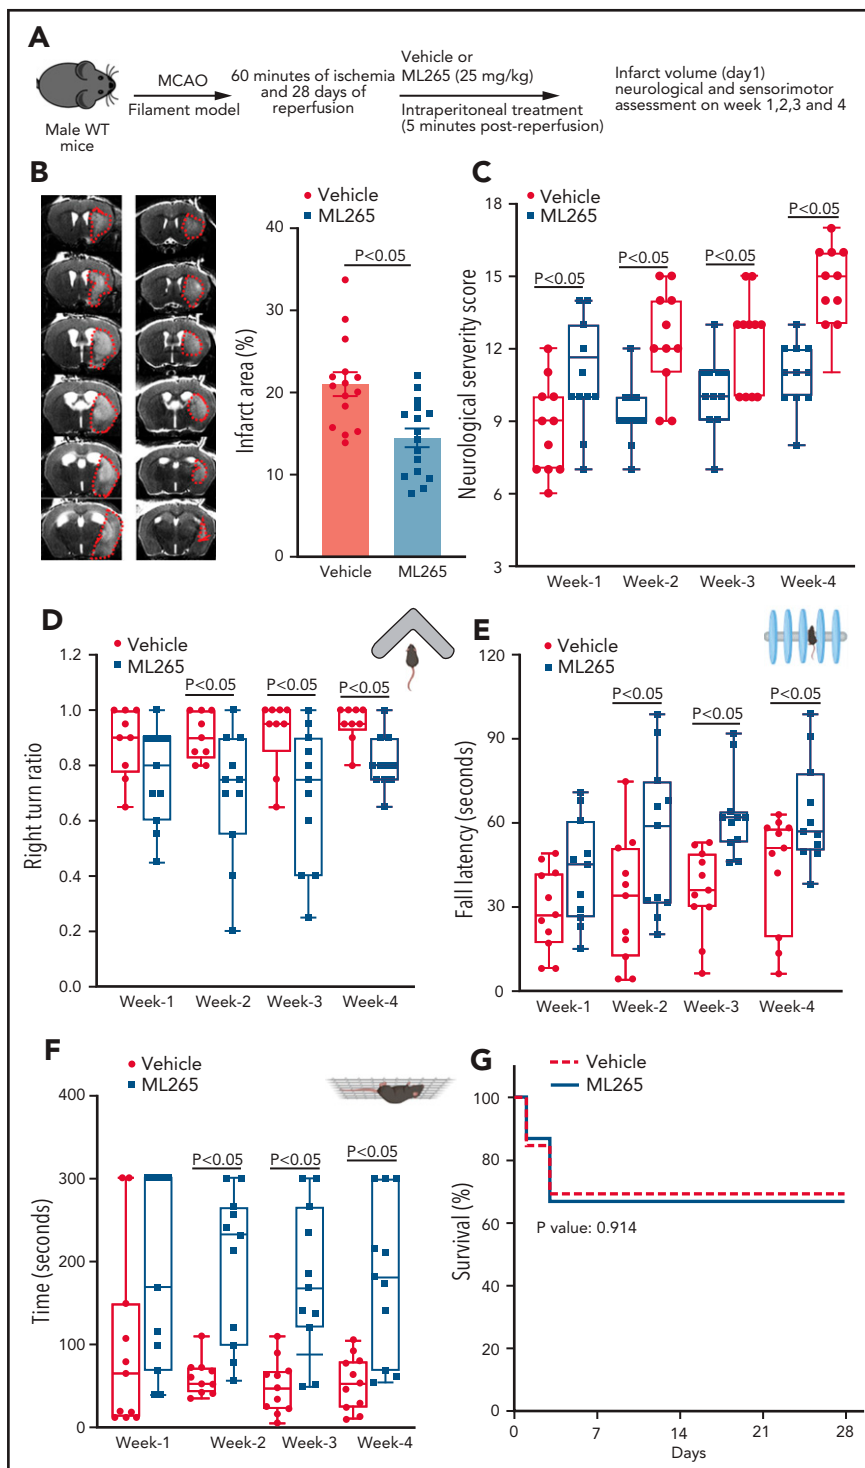 A
Male WT
mice
MCAO
Filament model
60 minutes of ischemia
and 28 days of
reperfusion
Vehicle or
ML265 (25 mg/kg)
Intraperitoneal treatment
(5 minutes post-reperfusion)
Infarct volume (day1)
neurological and sensorimotor
assessment on week 1,2,3 and 4
B
Vehicle
ML265
P<0.05
Infarct area (%)
40
30
20
10
0
Vehicle
ML265
C
Vehicle
ML265
P<0.05
P<0.05
P<0.05
P<0.05
Neurological serverity score
18
15
12
9
6
3
Week-1
Week-2
Week-3
Week-4
D
Vehicle
ML265
P<0.05
P<0.05
P<0.05
Right turn ratio
1.2
1.0
0.8
0.6
0.4
0.2
0.0
Week-1
Week-2
Week-3
Week-4
E
Vehicle
ML265
P<0.05
P<0.05
P<0.05
Fall latency (seconds)
120
90
60
30
0
Week-1
Week-2
Week-3
Week-4
F
Vehicle
ML265
P<0.05
P<0.05
P<0.05
Time (seconds)
400
300
200
100
0
Week-1
Week-2
Week-3
Week-4
G
Vehicle
ML265
Survival (%)
100
80
60
40
20
0
P value: 0.914
0
7
14
21
28
Days